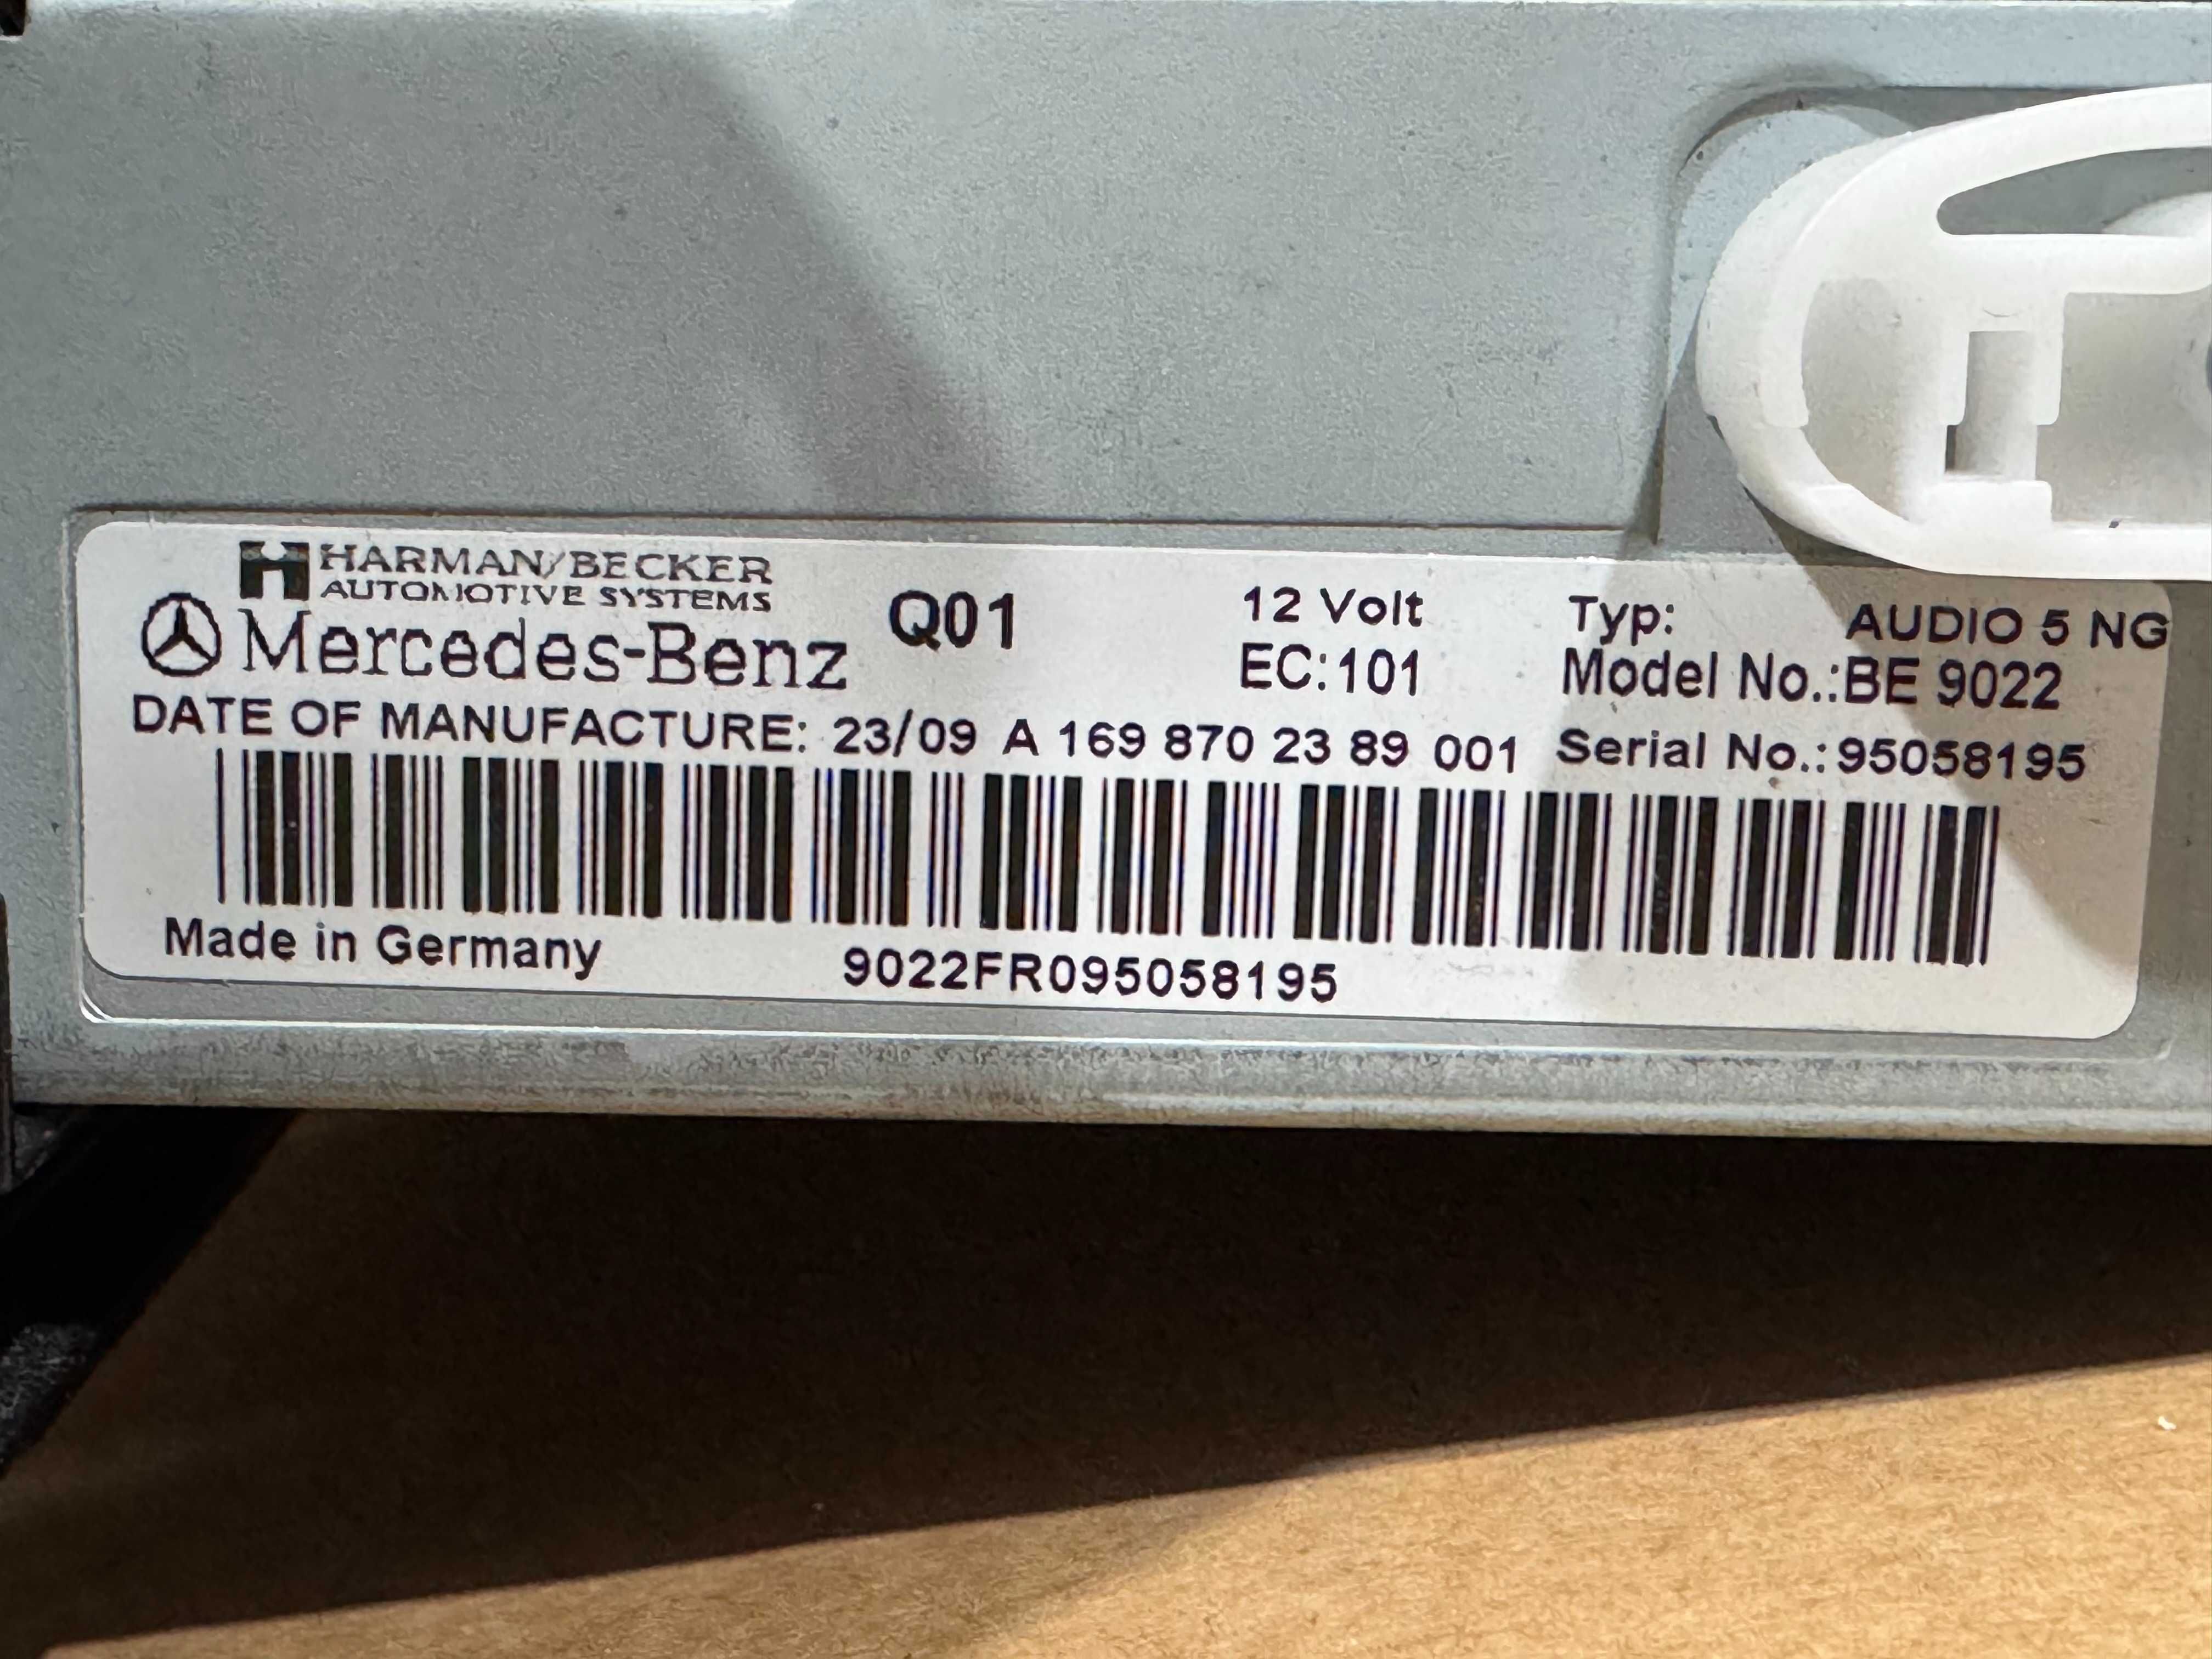 HARMAN/BECKER
AUTOMOTIVE SYSTEMS
Mercedes-Benz Q01
12 Volt
EC:101
Typ: AUDIO 5 NG
Model No.:BE 9022
DATE OF MANUFACTURE: 23/09 A 169 870 23 89 001 Serial No.:95058195
Made in Germany
9022FR095058195